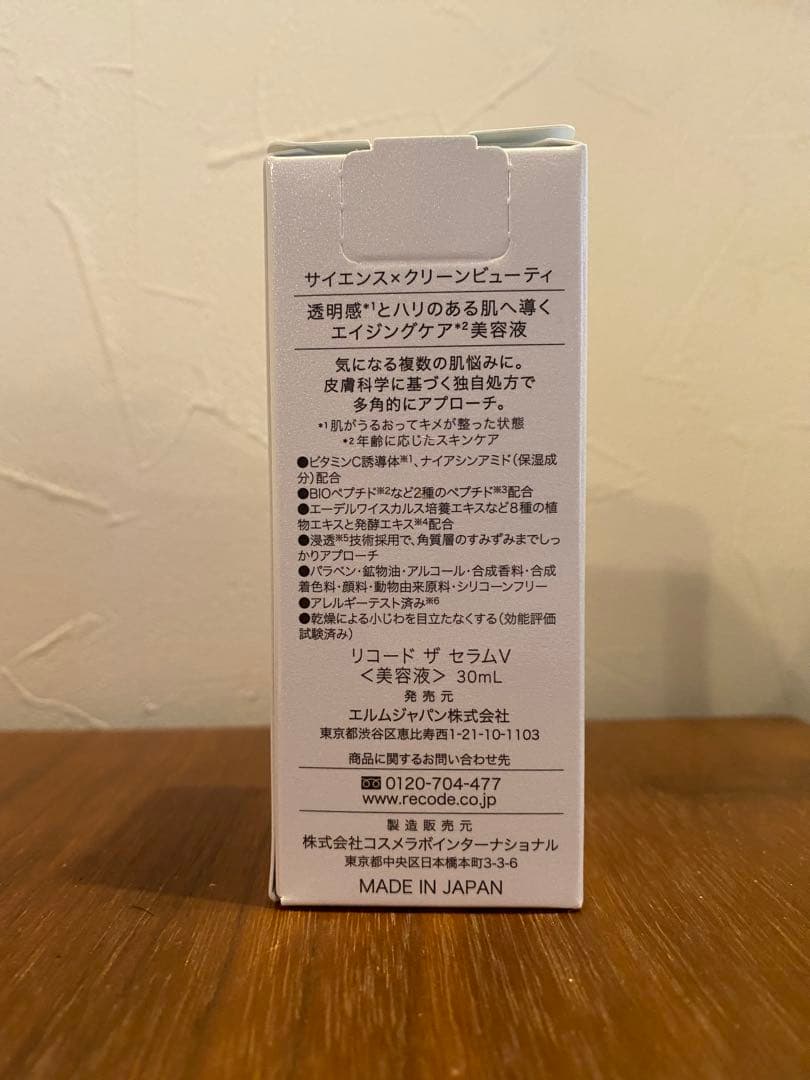 サイエンス×クリーンビューティ
透明感*1とハリのある肌へ導く
エイジングケア*2美容液
気になる複数の肌悩みに。
皮膚科学に基づく独自処方で
多角的にアプローチ。
*1肌がうるおってキメが整った状態
*2年齢に応じたスキンケア
●ビタミンC誘導体※1、ナイアシンアミド（保湿成
分）配合
●BIOペプチド※2など2種のペプチド※3配合
●エーデルワイスカルス培養エキスなど8種の植
物エキスと発酵エキス※4配合
●浸透※5技術採用で、角質層のすみずみまでしっ
かりアプローチ
●パラベン・鉱物油・アルコール・合成香料・合成
着色料・顔料・動物由来原料・シリコーンフリー
●アレルギーテスト済み※6
●乾燥による小じわを目立たなくする（効能評価
試験済み）
リコード ザ セラムV
＜美容液＞ 30mL
発売元
エルムジャパン株式会社
東京都渋谷区恵比寿西1-21-10-1103
商品に関するお問い合わせ先
0120-704-477
www.recode.co.jp
製造販売元
株式会社コスメラボインターナショナル
東京都中央区日本橋本町3-3-6
MADE IN JAPAN